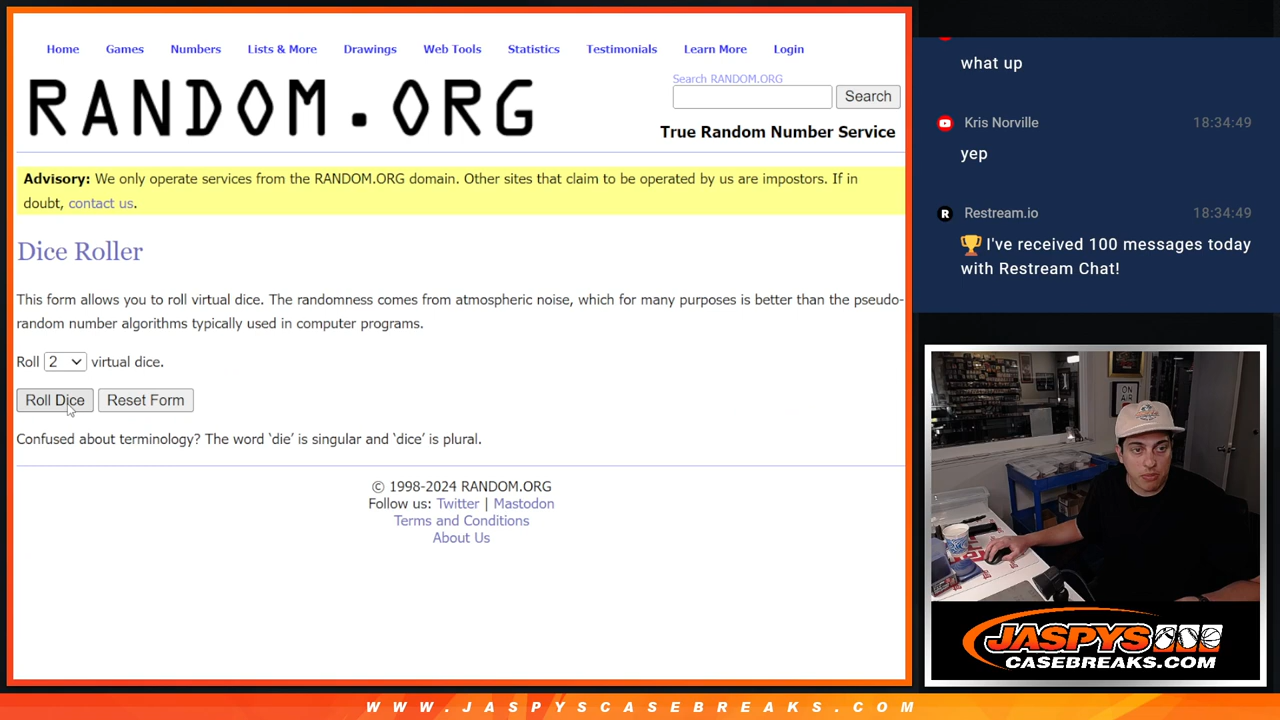 Home Games Numbers Lists & More Drawings Web Tools Statistics Testimonials Learn More Login
RANDOM.ORG
Search RANDOM.ORG
Search
True Random Number Service
Advisory: We only operate services from the RANDOM.ORG domain. Other sites that claim to be operated by us are impostors. If in
doubt, contact us.
Dice Roller
This form allows you to roll virtual dice. The randomness comes from atmospheric noise, which for many purposes is better than the pseudo-
random number algorithms typically used in computer programs.
Roll 2 virtual dice.
Roll Dice Reset Form
Confused about terminology? The word ‘die’ is singular and ‘dice’ is plural.
© 1998-2024 RANDOM.ORG
Follow us: Twitter | Mastodon
Terms and Conditions
About Us
what up
Kris Norville 18:34:49
yep
R Restream.io 18:34:49
🏆 I've received 100 messages today
with Restream Chat!
ON
AIR
JASPYS
CASEBREAKS.COM
WWW.JASPYSCASEBREAKS.COM